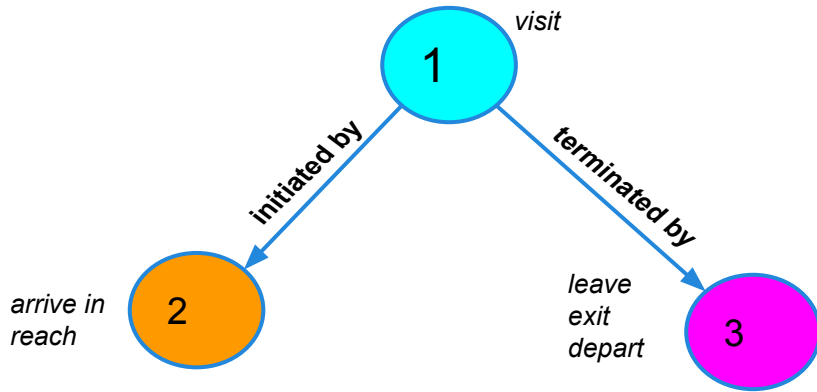 visit
1
initiated by
terminated by
arrive in
reach
2
leave
exit
depart
3